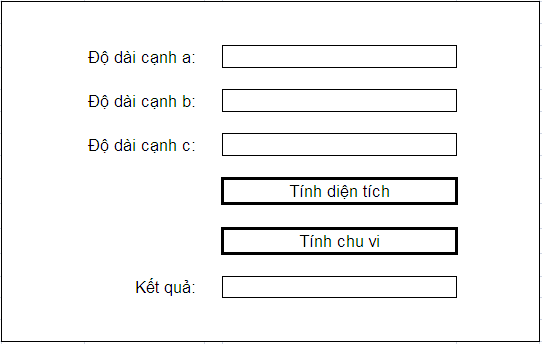 Độ dài cạnh a:
Độ dài cạnh b:
Độ dài cạnh c:
Tính diện tích
Tính chu vi
Kết quả: